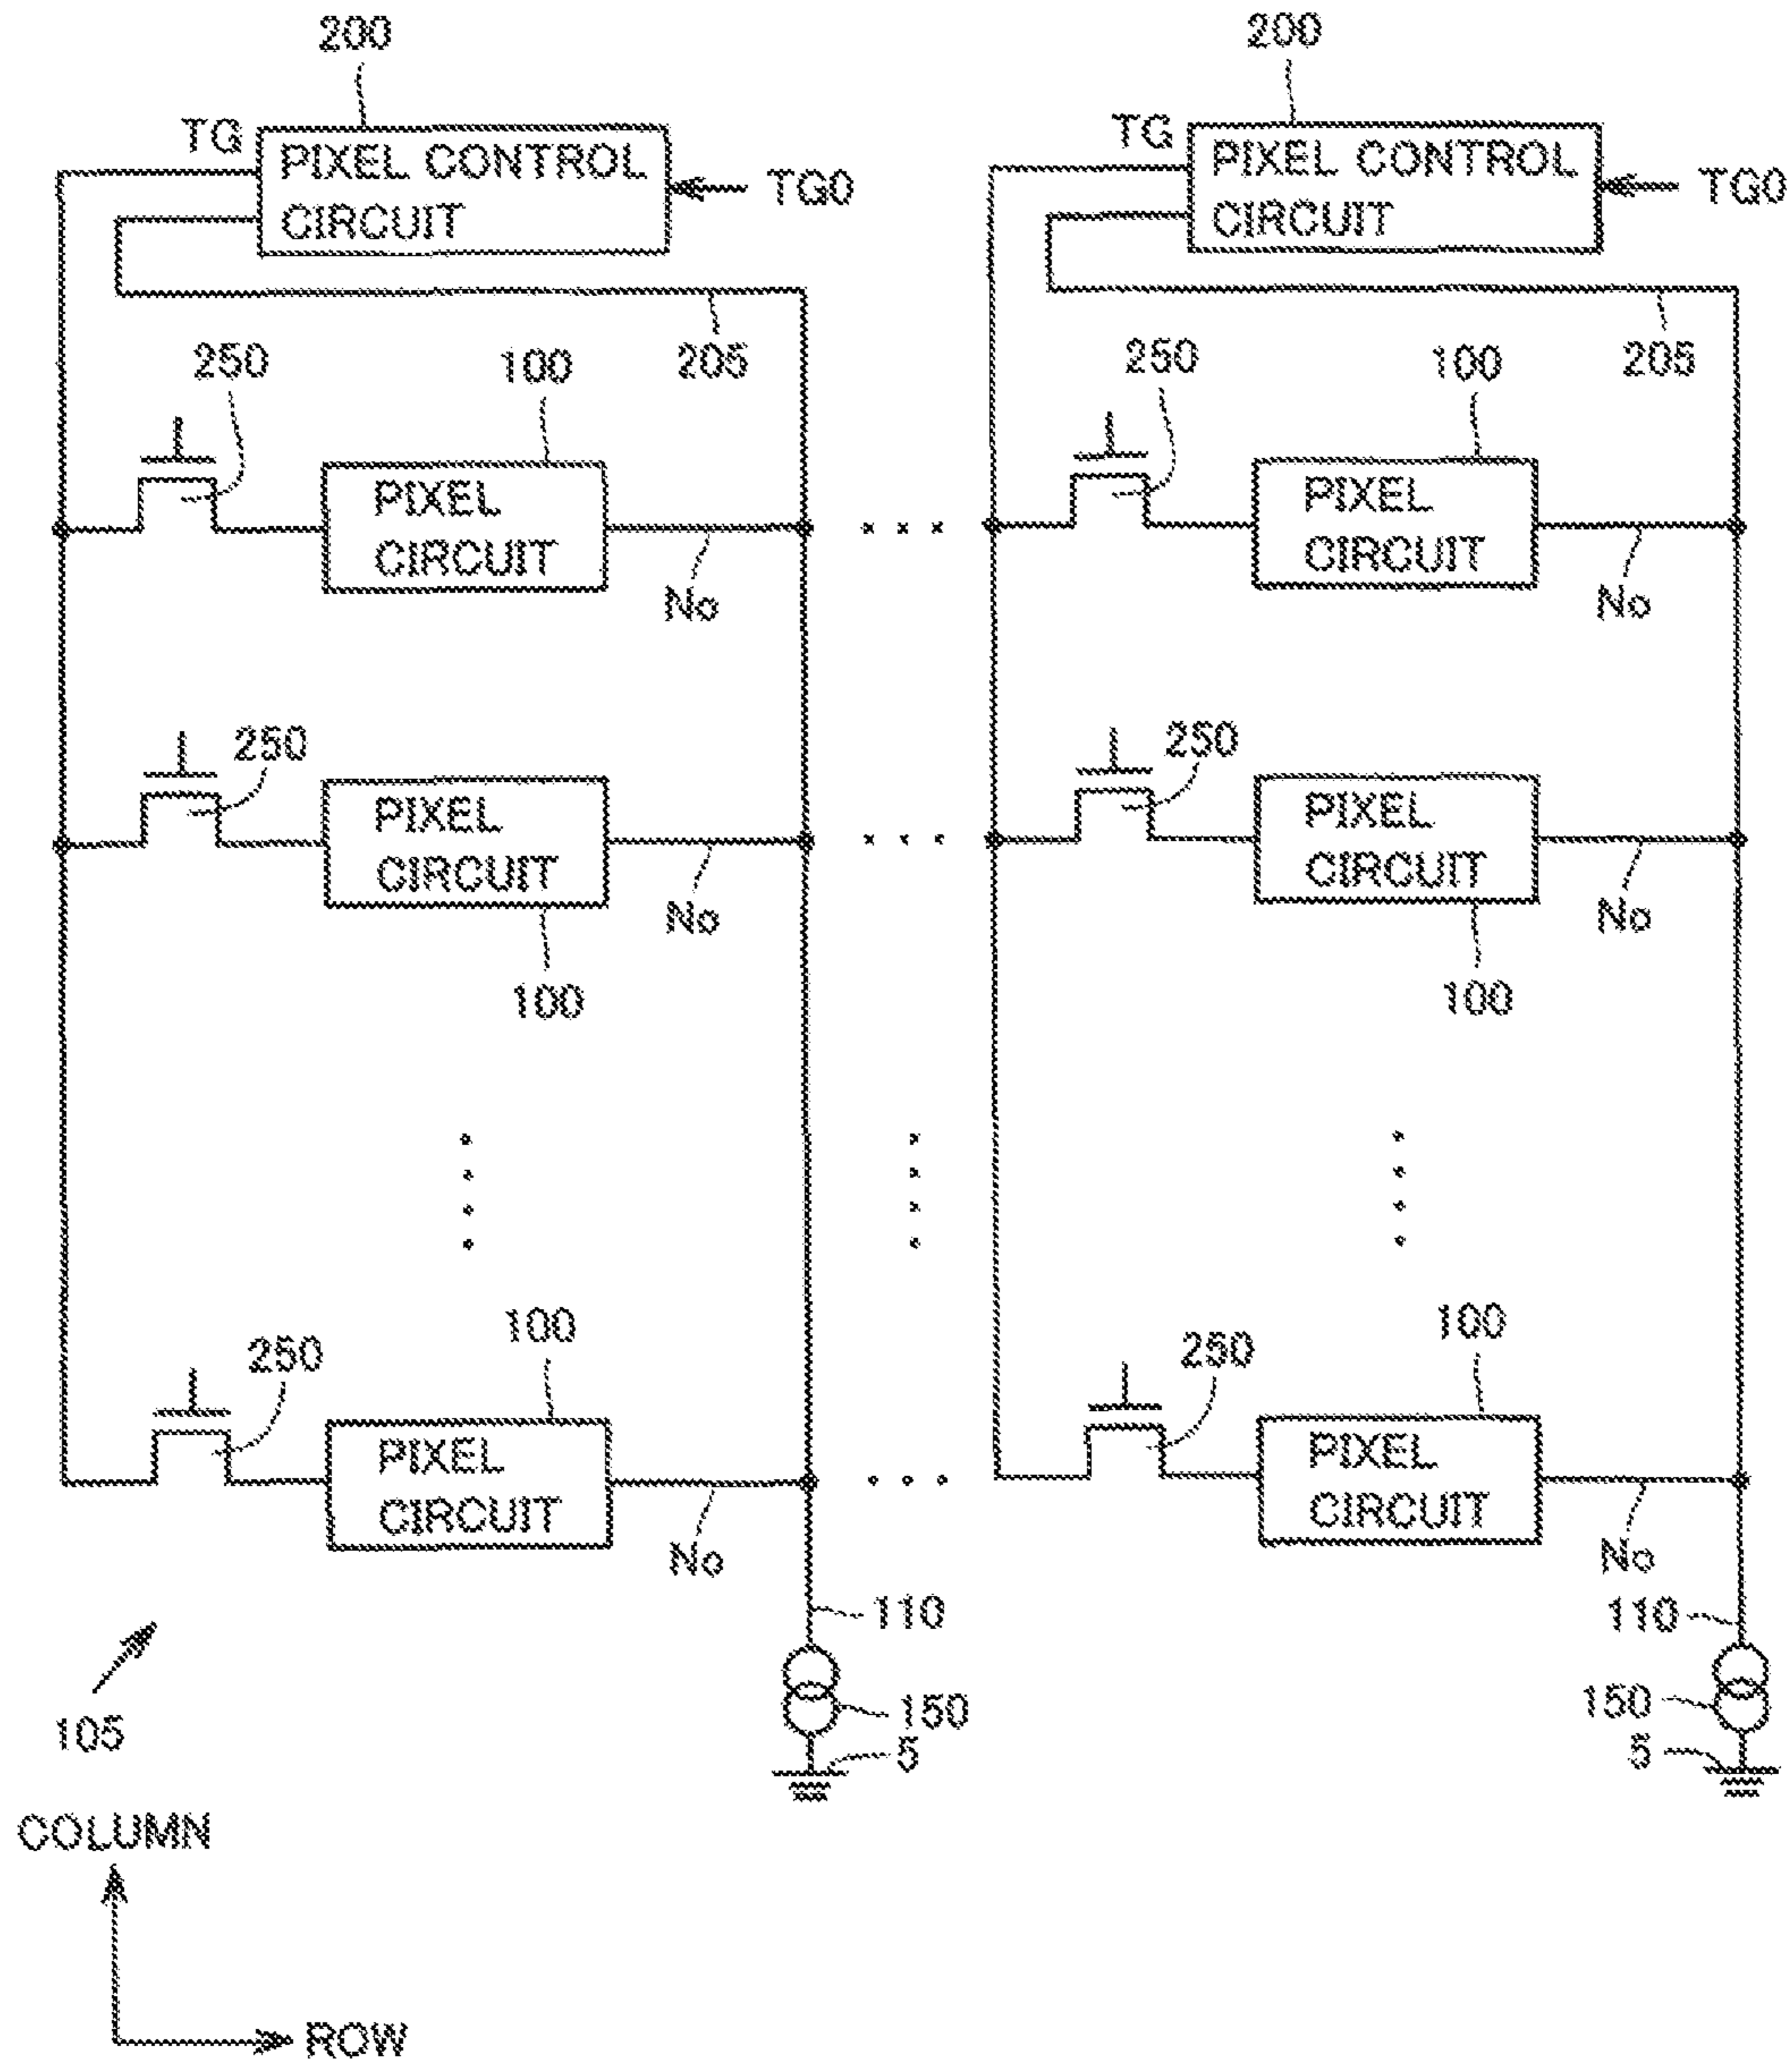 200 200
TG PIXEL CONTROL CIRCUIT TG0 TG PIXEL CONTROL CIRCUIT TG0
250 100 205 250 100 205
PIXEL CIRCUIT PIXEL CIRCUIT
No No
250 250
PIXEL CIRCUIT PIXEL CIRCUIT
No No
100 100
250 100 250 100
PIXEL CIRCUIT PIXEL CIRCUIT
No No
110 110
105 150 150
5 5
COLUMN
ROW